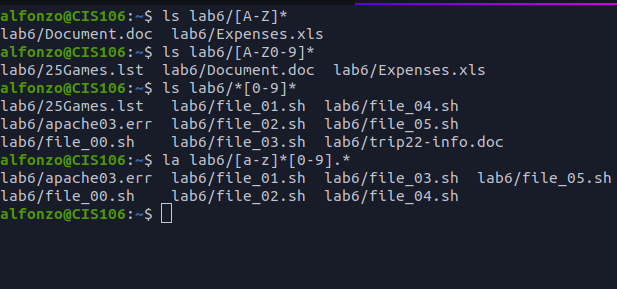 alfonzo@CIS106:~$ ls lab6/[A-Z]*
lab6/Document.doc  lab6/Expenses.xls
alfonzo@CIS106:~$ ls lab6/[A-Z0-9]*
lab6/25Games.lst  lab6/Document.doc  lab6/Expenses.xls
alfonzo@CIS106:~$ ls lab6/*[0-9]*
lab6/25Games.lst   lab6/file_01.sh  lab6/file_04.sh
lab6/apache03.err  lab6/file_02.sh  lab6/file_05.sh
lab6/file_00.sh    lab6/file_03.sh  lab6/trip22-info.doc
alfonzo@CIS106:~$ la lab6/[a-z]*[0-9].*
lab6/apache03.err  lab6/file_01.sh  lab6/file_03.sh  lab6/file_05.sh
lab6/file_00.sh    lab6/file_02.sh  lab6/file_04.sh
alfonzo@CIS106:~$